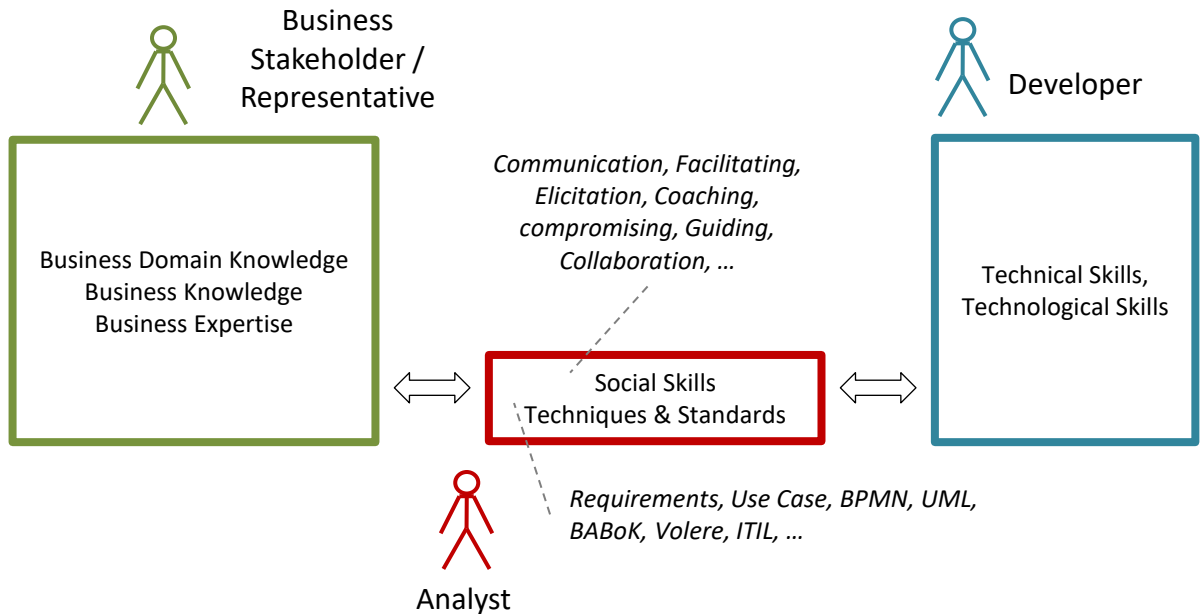 Business
Stakeholder /
Representative
Developer
Business Domain Knowledge
Business Knowledge
Business Expertise
Communication, Facilitating,
Elicitation, Coaching,
compromising, Guiding,
Collaboration, …
Technical Skills,
Technological Skills
Social Skills
Techniques & Standards
Requirements, Use Case, BPMN, UML,
BABoK, Volere, ITIL, …
Analyst